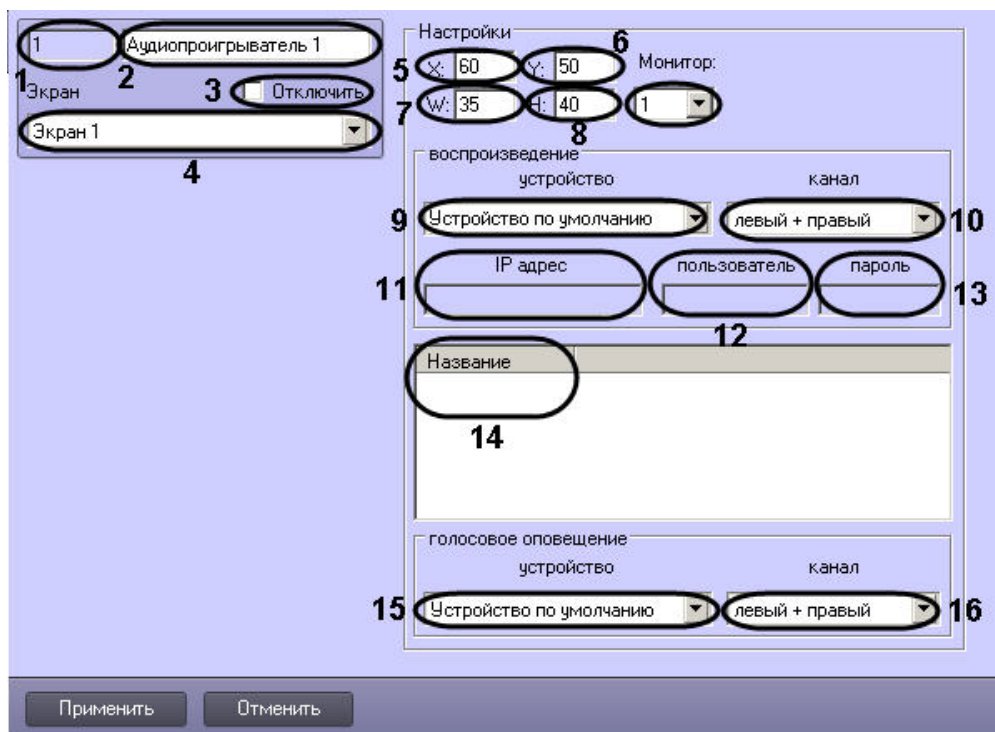 1
Аудиопроигрыватель 1
1
2
Экран
3
Отключить
Экран 1
4
Настройки
6
5
X: 60
Y: 50
Монитор:
7
W: 35
H: 40
1
8
воспроизведение
устройство
канал
9
Устройство по умолчанию
левый + правый
10
IP адрес
пользователь
пароль
11
13
12
Название
14
голосовое оповещение
устройство
канал
15
Устройство по умолчанию
левый + правый
16
Применить
Отменить